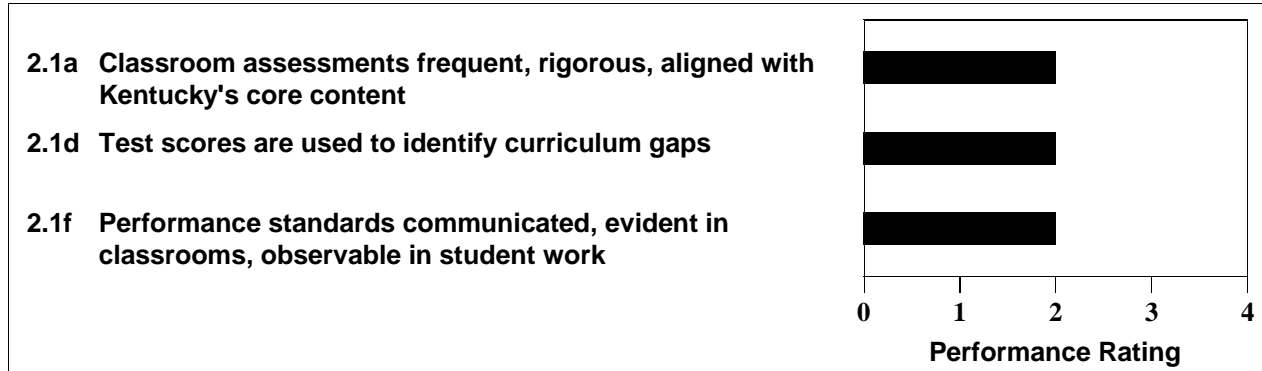 2.1a Classroom assessments frequent, rigorous, aligned with
Kentucky's core content
2.1d Test scores are used to identify curriculum gaps
2.1f Performance standards communicated, evident in
classrooms, observable in student work
0 1 2 3 4
Performance Rating